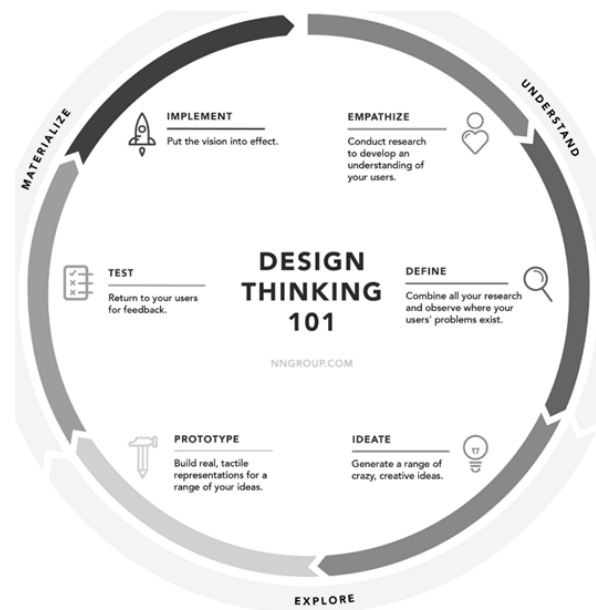 DESIGN
THINKING
101
NNGROUP.COM
UNDERSTAND
EMPATHIZE
Conduct research
to develop an
understanding of
your users.
DEFINE
Combine all your research
and observe where your
users' problems exist.
EXPLORE
IDEATE
Generate a range of
crazy, creative ideas.
PROTOTYPE
Build real, tactile
representations for a
range of your ideas.
MATERIALIZE
TEST
Return to your users
for feedback.
IMPLEMENT
Put the vision into effect.